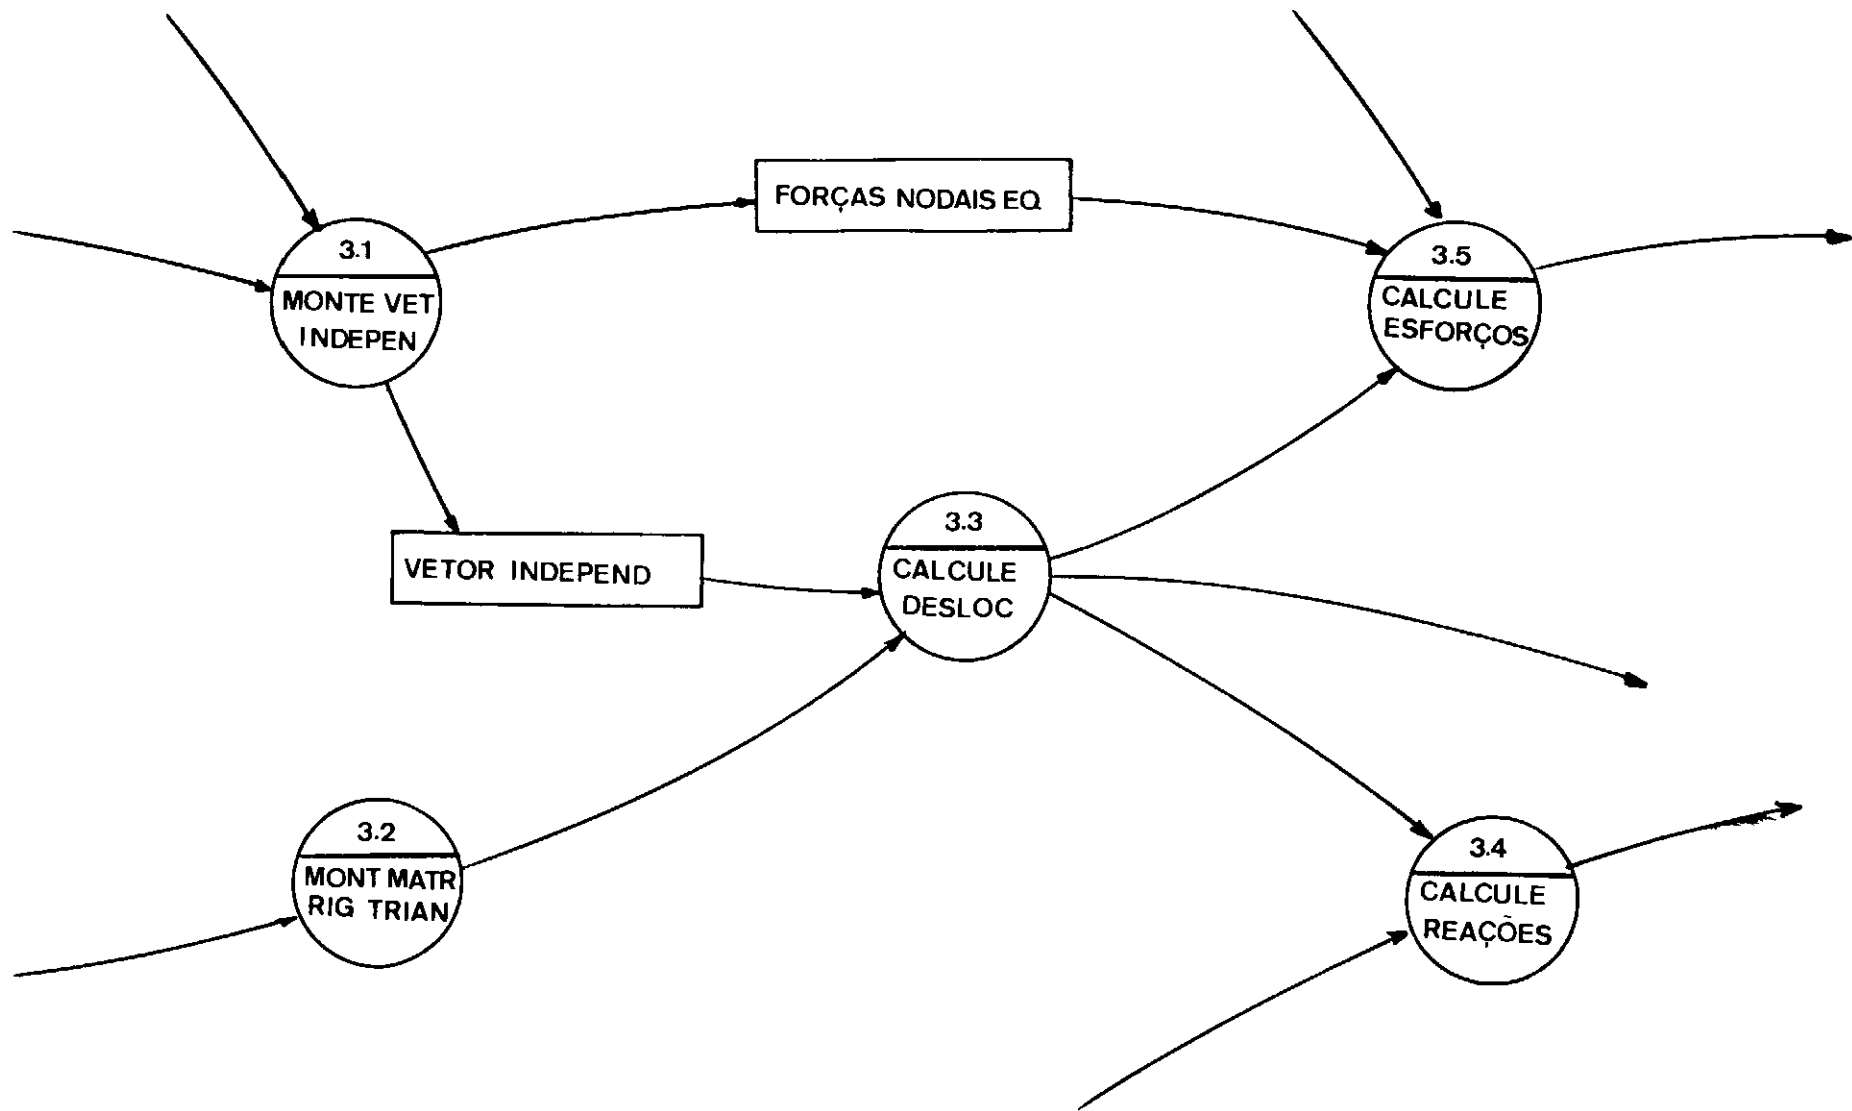 FORÇAS NODAIS EQ
3.1
MONTE VET
INDEPEN
3.5
CALCULE
ESFORÇOS
VETOR INDEPEND
3.3
CALCULE
DESLOC
3.2
MONT MATR
RIG TRIAN
3.4
CALCULE
REAÇÕES